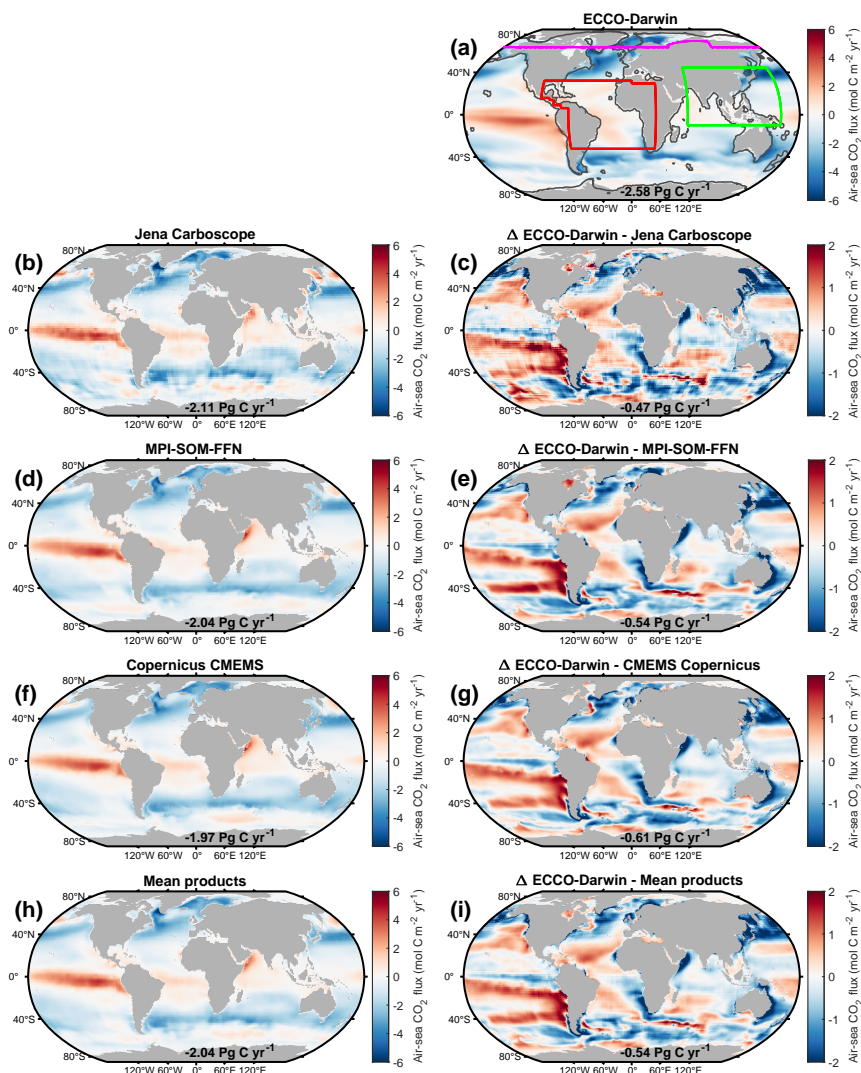 ECCO-Darwin
(a)
80°N
40°N
0°
40°S
80°S
-2.58 Pg C yr-1
120°W 60°W 0° 60°E 120°E
6
4
2
0
-2
-4
-6
Air-sea CO2 flux (mol C m-2 yr-1)
Jena Carboscope
(b)
80°N
40°N
0°
40°S
80°S
-2.11 Pg C yr-1
120°W 60°W 0° 60°E 120°E
6
4
2
0
-2
-4
-6
Air-sea CO2 flux (mol C m-2 yr-1)
Δ ECCO-Darwin - Jena Carboscope
(c)
80°N
40°N
0°
40°S
80°S
-0.47 Pg C yr-1
120°W 60°W 0° 60°E 120°E
2
1
0
-1
-2
Air-sea CO2 flux (mol C m-2 yr-1)
MPI-SOM-FFN
(d)
80°N
40°N
0°
40°S
80°S
-2.04 Pg C yr-1
120°W 60°W 0° 60°E 120°E
6
4
2
0
-2
-4
-6
Air-sea CO2 flux (mol C m-2 yr-1)
Δ ECCO-Darwin - MPI-SOM-FFN
(e)
80°N
40°N
0°
40°S
80°S
-0.54 Pg C yr-1
120°W 60°W 0° 60°E 120°E
2
1
0
-1
-2
Air-sea CO2 flux (mol C m-2 yr-1)
Copernicus CMEMS
(f)
80°N
40°N
0°
40°S
80°S
-1.97 Pg C yr-1
120°W 60°W 0° 60°E 120°E
6
4
2
0
-2
-4
-6
Air-sea CO2 flux (mol C m-2 yr-1)
Δ ECCO-Darwin - CMEMS Copernicus
(g)
80°N
40°N
0°
40°S
80°S
-0.61 Pg C yr-1
120°W 60°W 0° 60°E 120°E
2
1
0
-1
-2
Air-sea CO2 flux (mol C m-2 yr-1)
Mean products
(h)
80°N
40°N
0°
40°S
80°S
-2.04 Pg C yr-1
120°W 60°W 0° 60°E 120°E
6
4
2
0
-2
-4
-6
Air-sea CO2 flux (mol C m-2 yr-1)
Δ ECCO-Darwin - Mean products
(i)
80°N
40°N
0°
40°S
80°S
-0.54 Pg C yr-1
120°W 60°W 0° 60°E 120°E
2
1
0
-1
-2
Air-sea CO2 flux (mol C m-2 yr-1)